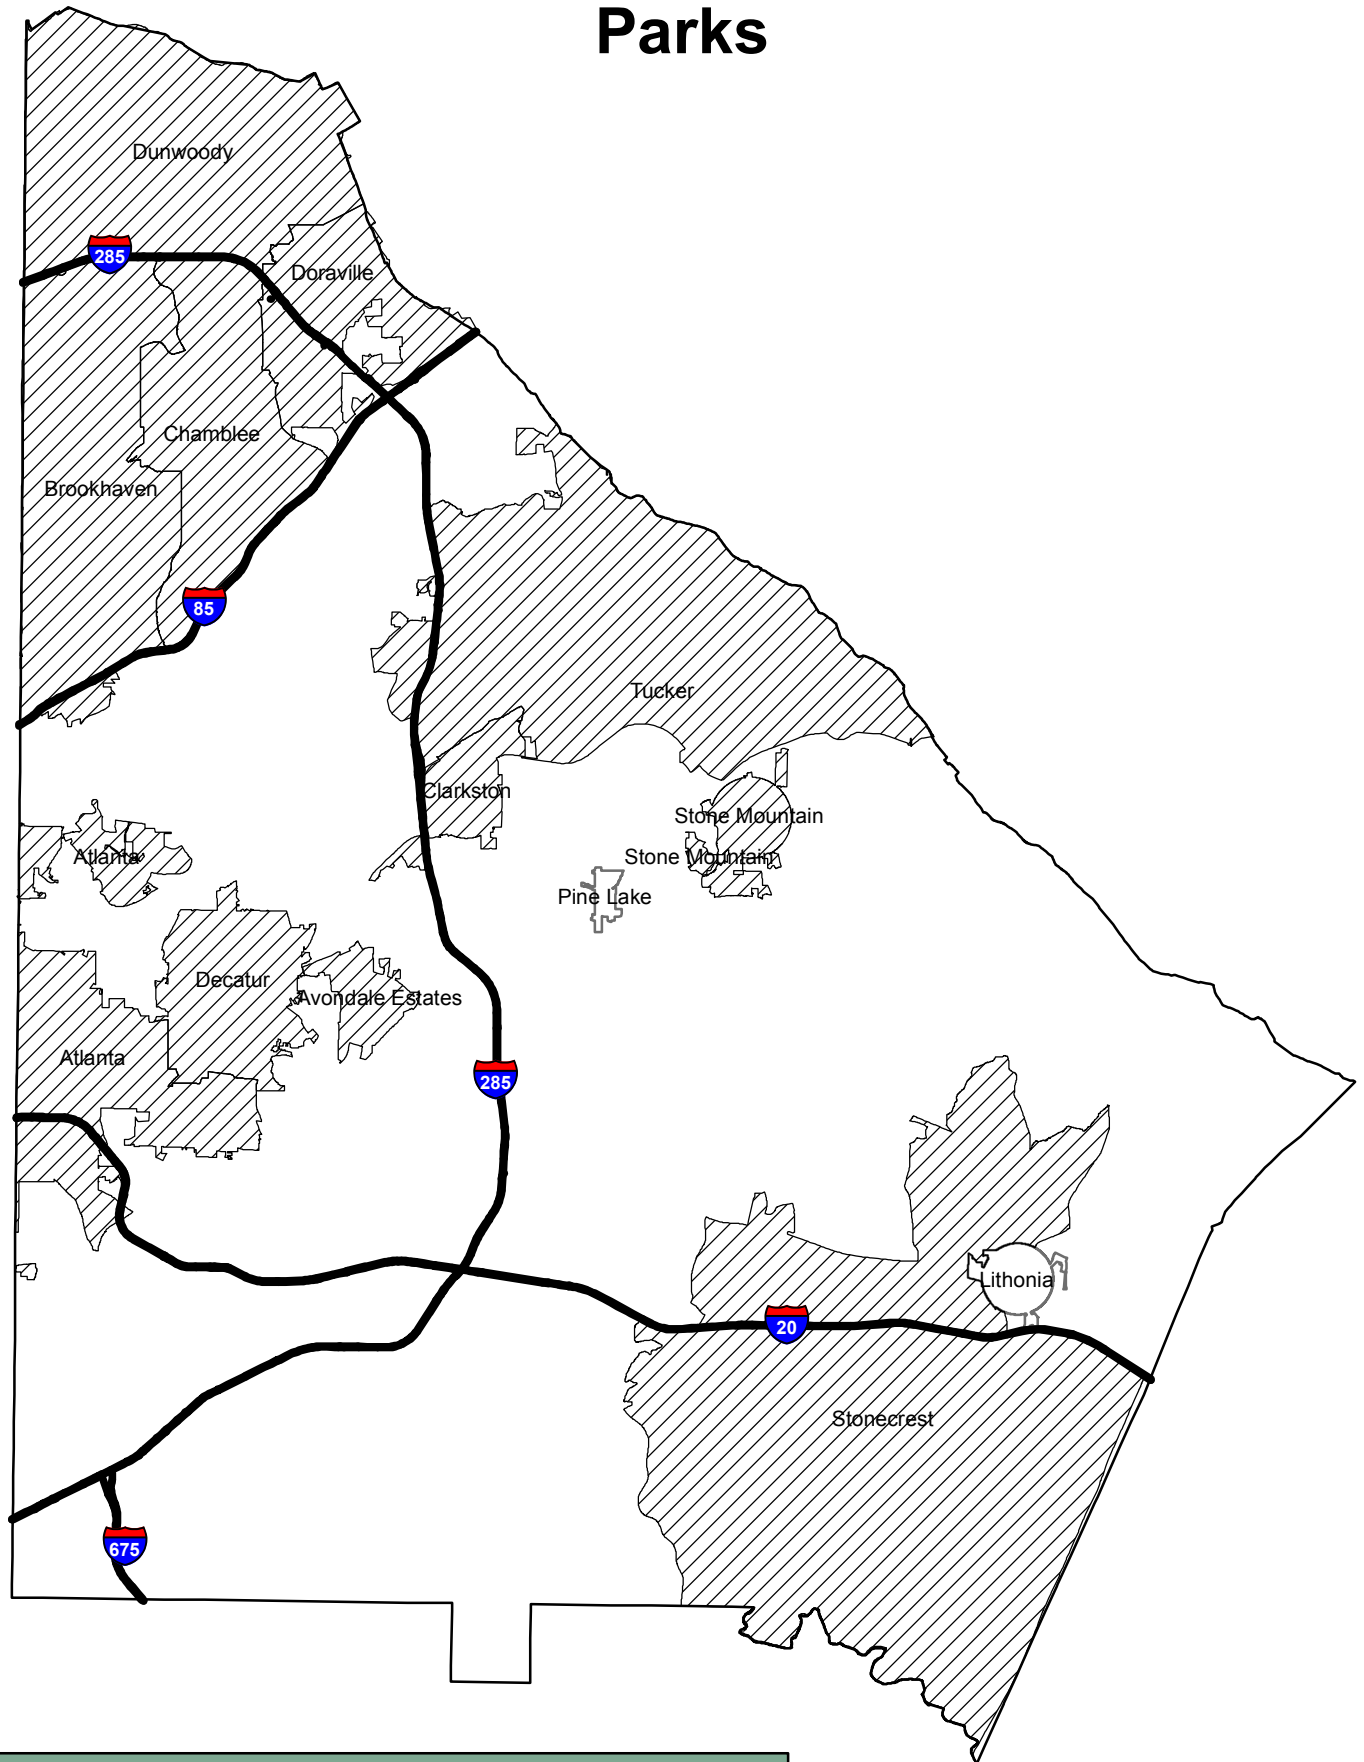 Parks
Dunwoody
285
Doraville
Chamblee
Brookhaven
85
Tucker
Clarkston
Stone Mountain
Atlanta
Stone Mountain
Pine Lake
Decatur
Avondale Estates
Atlanta
285
Lithonia
20
Stonecrest
675